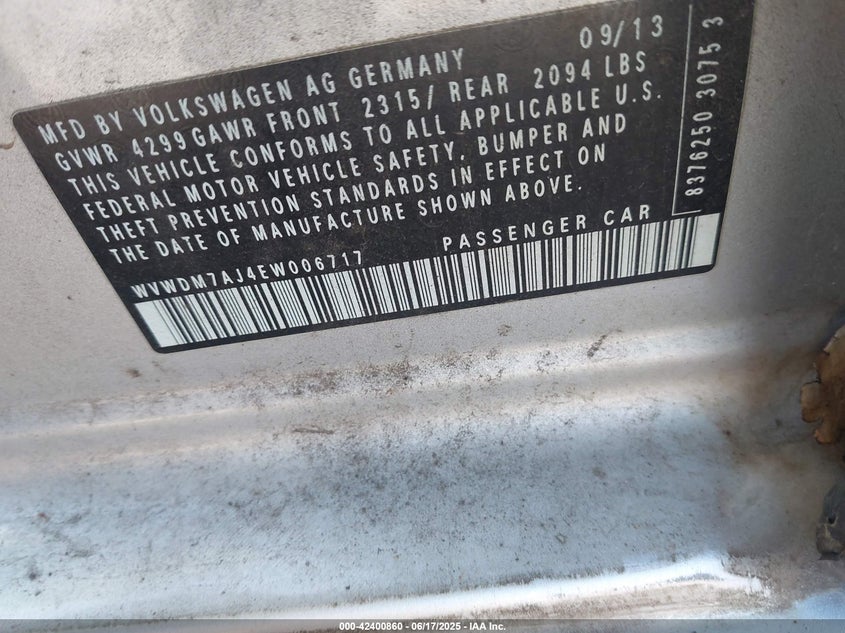 MFD BY VOLKSWAGEN AG GERMANY 09/13
GVWR 4299 GAWR FRONT 2315/ REAR 2094 LBS
THIS VEHICLE CONFORMS TO ALL APPLICABLE U.S.
FEDERAL MOTOR VEHICLE SAFETY, BUMPER AND
THEFT PREVENTION STANDARDS IN EFFECT ON
THE DATE OF MANUFACTURE SHOWN ABOVE.
WVWDM7AJ4EW006717 PASSENGER CAR
8376250 3075 3
000-42400860 - 06/17/2025 - IAA Inc.